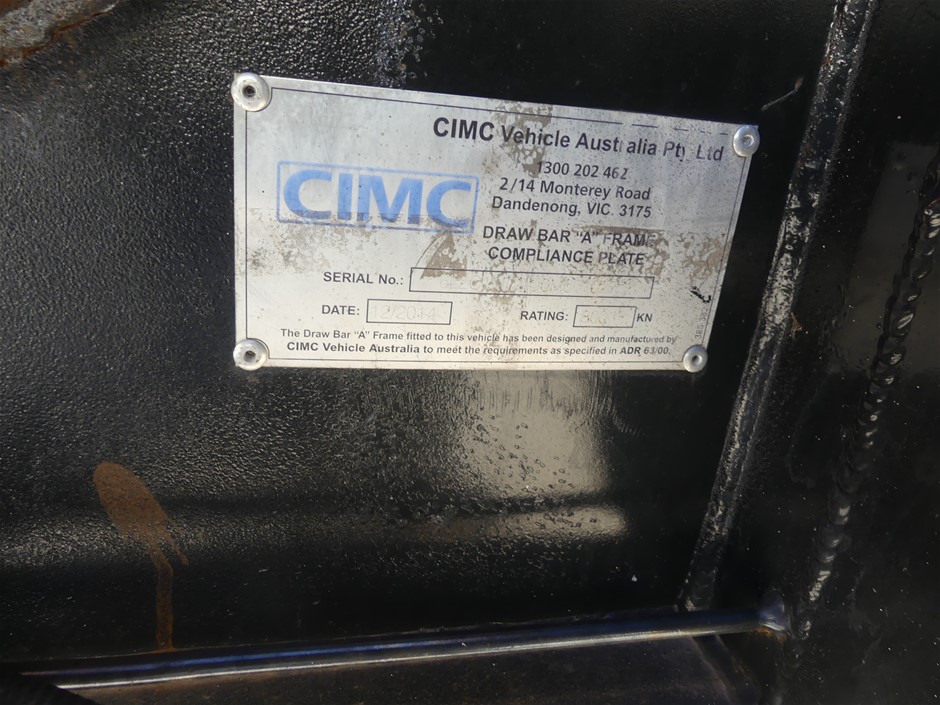 CIMC Vehicle Australia Pty Ltd
1300 202 462
2/14 Monterey Road
Dandenong, VIC. 3175
CIMC
DRAW BAR "A" FRAME
COMPLIANCE PLATE
SERIAL No.:
DATE: 12/2014
RATING: KN
The Draw Bar "A" Frame fitted to this vehicle has been designed and manufactured by
CIMC Vehicle Australia to meet the requirements as specified in ADR 63/00.